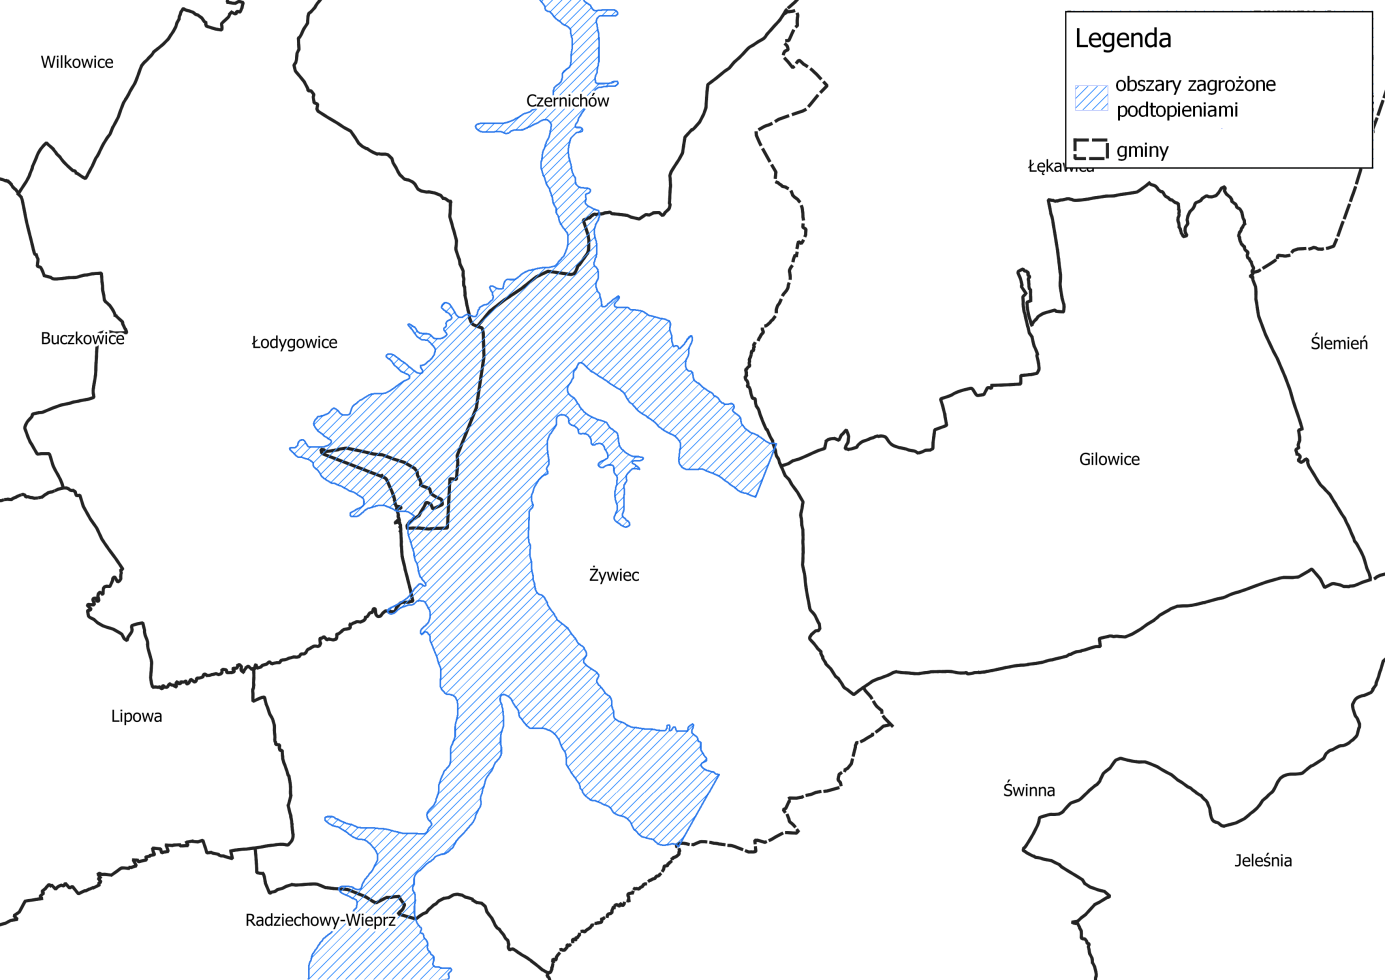 Legenda
obszary zagrożone
podtopieniami
gminy
Wilkowice
Czernichów
Buczkowice
Łodygowice
Ślemień
Gilowice
Żywiec
Lipowa
Świnna
Jeleśnia
Radziechowy-Wieprz